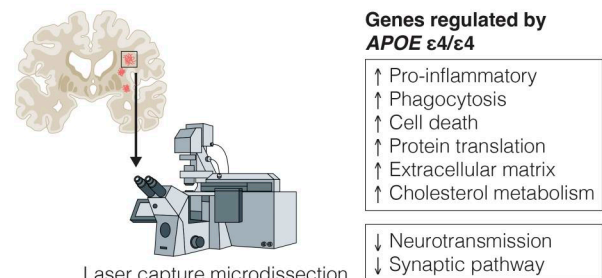 Genes regulated by
APOE ε4/ε4
↑ Pro-inflammatory
↑ Phagocytosis
↑ Cell death
↑ Protein translation
↑ Extracellular matrix
↑ Cholesterol metabolism
↓ Neurotransmission
↓ Synaptic pathway
Laser capture microdissection